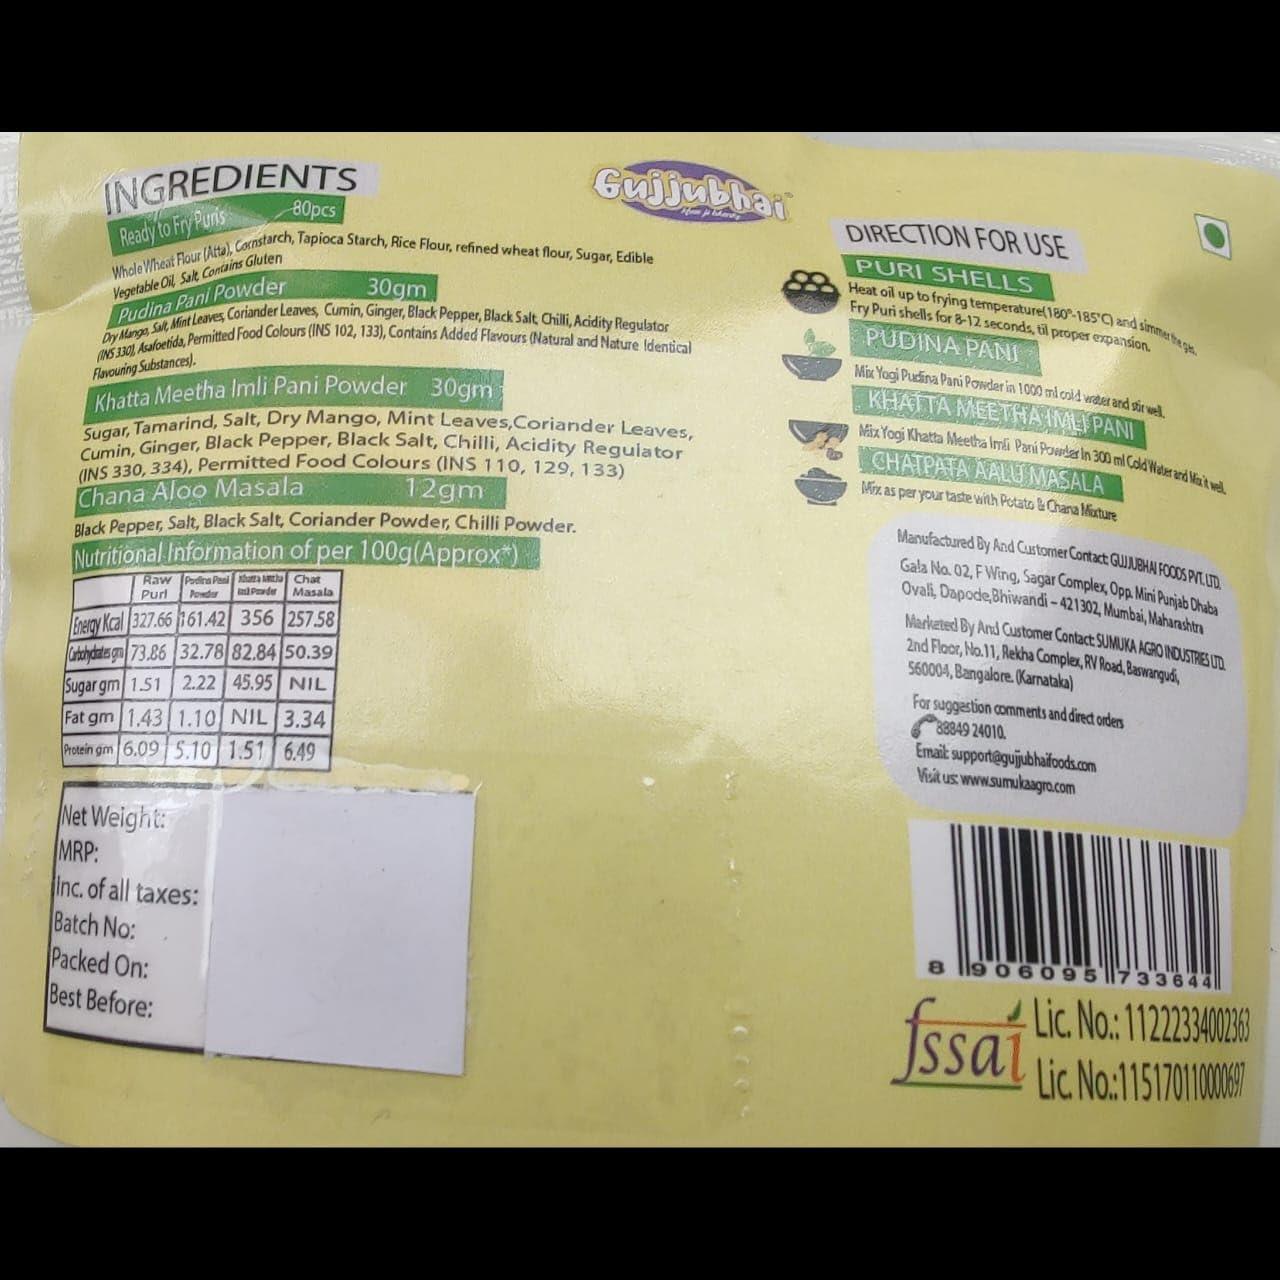 INGREDIENTS
Ready to Fry Puris 80pcs
Whole Wheat Flour (Atta), Cornstarch, Tapioca Starch, Rice Flour, refined wheat flour, Sugar, Edible
Vegetable Oil, Salt, Contains Gluten
Pudina Pani Powder 30gm
Dry Mango, Salt, Mint Leaves, Coriander Leaves, Cumin, Ginger, Black Pepper, Black Salt, Chilli, Acidity Regulator
(INS 330), Asafoetida, Permitted Food Colours (INS 102, 133), Contains Added Flavours (Natural and Nature Identical
Flavouring Substances).
Khatta Meetha Imli Pani Powder 30gm
Sugar, Tamarind, Salt, Dry Mango, Mint Leaves,Coriander Leaves,
Cumin, Ginger, Black Pepper, Black Salt, Chilli, Acidity Regulator
(INS 330, 334), Permitted Food Colours (INS 110, 129, 133)
Chana Aloo Masala 12gm
Black Pepper, Salt, Black Salt, Coriander Powder, Chilli Powder.
Nutritional Information of per 100g(Approx*)
Raw Puri Pudina Pani Powder Khatta Meetha Imli Powder Chat Masala
Energy Kcal 327.66 161.42 356 257.58
Carbohydrates gm 73.86 32.78 82.84 50.39
Sugar gm 1.51 2.22 45.95 NIL
Fat gm 1.43 1.10 NIL 3.34
Protein gm 6.09 5.10 1.51 6.49
Net Weight:
MRP:
Inc. of all taxes:
Batch No:
Packed On:
Best Before:
Gujjubhai
DIRECTION FOR USE
PURI SHELLS
Heat oil up to frying temperature(180°-185°C) and simmer the gas.
Fry Puri shells for 8-12 seconds, til proper expansion.
PUDINA PANI
Mix Yogi Pudina Pani Powder in 1000 ml cold water and stir well.
KHATTA MEETHA IMLI PANI
Mix Yogi Khatta Meetha Imli Pani Powder In 300 ml Cold Water and Mix it well.
CHATPATA AALU MASALA
Mix as per your taste with Potato & Chana Mixture
Manufactured By And Customer Contact: GUJJUBHAI FOODS PVT. LTD.
Gala No. 02, F Wing, Sagar Complex, Opp. Mini Punjab Dhaba
Ovali, Dapode,Bhiwandi – 421302, Mumbai, Maharashtra
Marketed By And Customer Contact: SUMUKA AGRO INDUSTRIES LTD.
2nd Floor, No.11, Rekha Complex, RV Road, Baswangudi,
560004, Bangalore. (Karnataka)
For suggestion comments and direct orders
88849 24010.
Email: support@gujjubhaifoods.com
Visit us: www.sumukaagro.com
8 906095 733644
fssai Lic. No.: 11222334002363
Lic. No.:115170110000697